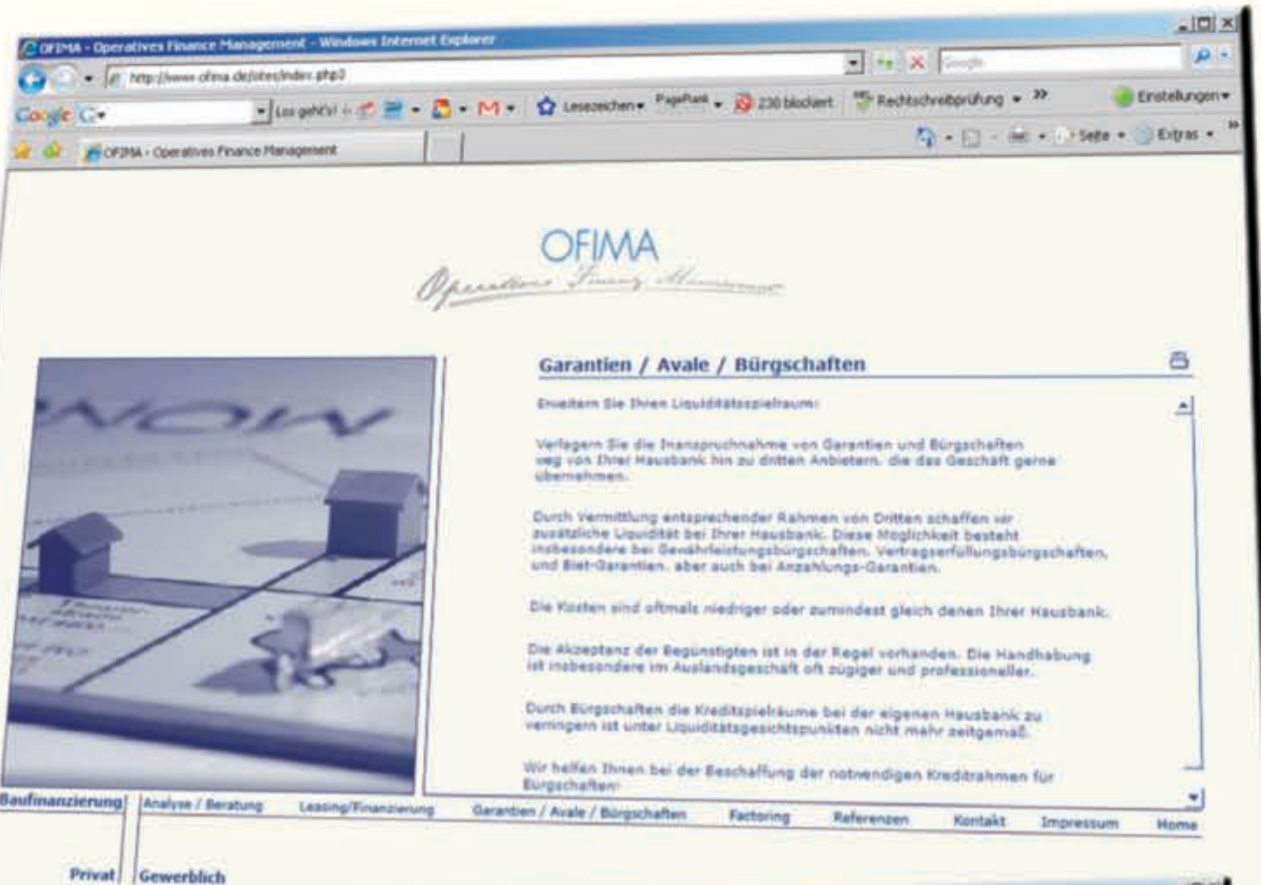 OFIMA - Operatives Finance Management - Windows Internet Explorer
http://www.ofima.de/sites/index.php3
Google
Google
Los geht's!
Lesezeichen
PageRank
230 blockiert
Rechtschreibprüfung
Einstellungen
OFIMA - Operatives Finance Management
Seite
Extras
OFIMA
NOW
Garantien / Avale / Bürgschaften
Erweitern Sie Ihren Liquiditätsspielraum:
Verlagern Sie die Inanspruchnahme von Garantien und Bürgschaften
weg von Ihrer Hausbank hin zu dritten Anbietern, die das Geschäft gerne
übernehmen.
Durch Vermittlung entsprechender Rahmen von Dritten schaffen wir
zusätzliche Liquidität bei Ihrer Hausbank. Diese Möglichkeit besteht
insbesondere bei Gewährleistungsbürgschaften, Vertragserfüllungsbürgschaften,
und Biet-Garantien, aber auch bei Anzahlungs-Garantien.
Die Kosten sind oftmals niedriger oder zumindest gleich denen Ihrer Hausbank.
Die Akzeptanz der Begünstigten ist in der Regel vorhanden. Die Handhabung
ist insbesondere im Auslandsgeschäft oft zügiger und professioneller.
Durch Bürgschaften die Kreditspielräume bei der eigenen Hausbank zu
verringern ist unter Liquiditätsgesichtspunkten nicht mehr zeitgemäß.
Wir helfen Ihnen bei der Beschaffung der notwendigen Kreditrahmen für
Bürgschaften!
Baufinanzierung
Analyse / Beratung
Leasing/Finanzierung
Garantien / Avale / Bürgschaften
Factoring
Referenzen
Kontakt
Impressum
Home
Privat
Gewerblich